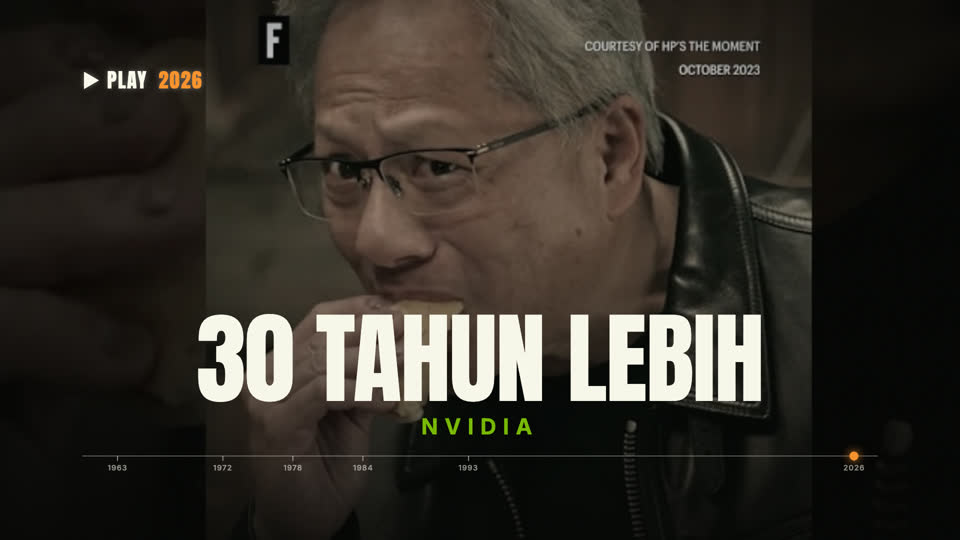 F
COURTESY OF HP'S THE MOMENT
OCTOBER 2023
PLAY 2026
30 TAHUN LEBIH
NVIDIA
1963 1972 1978 1984 1993 2026